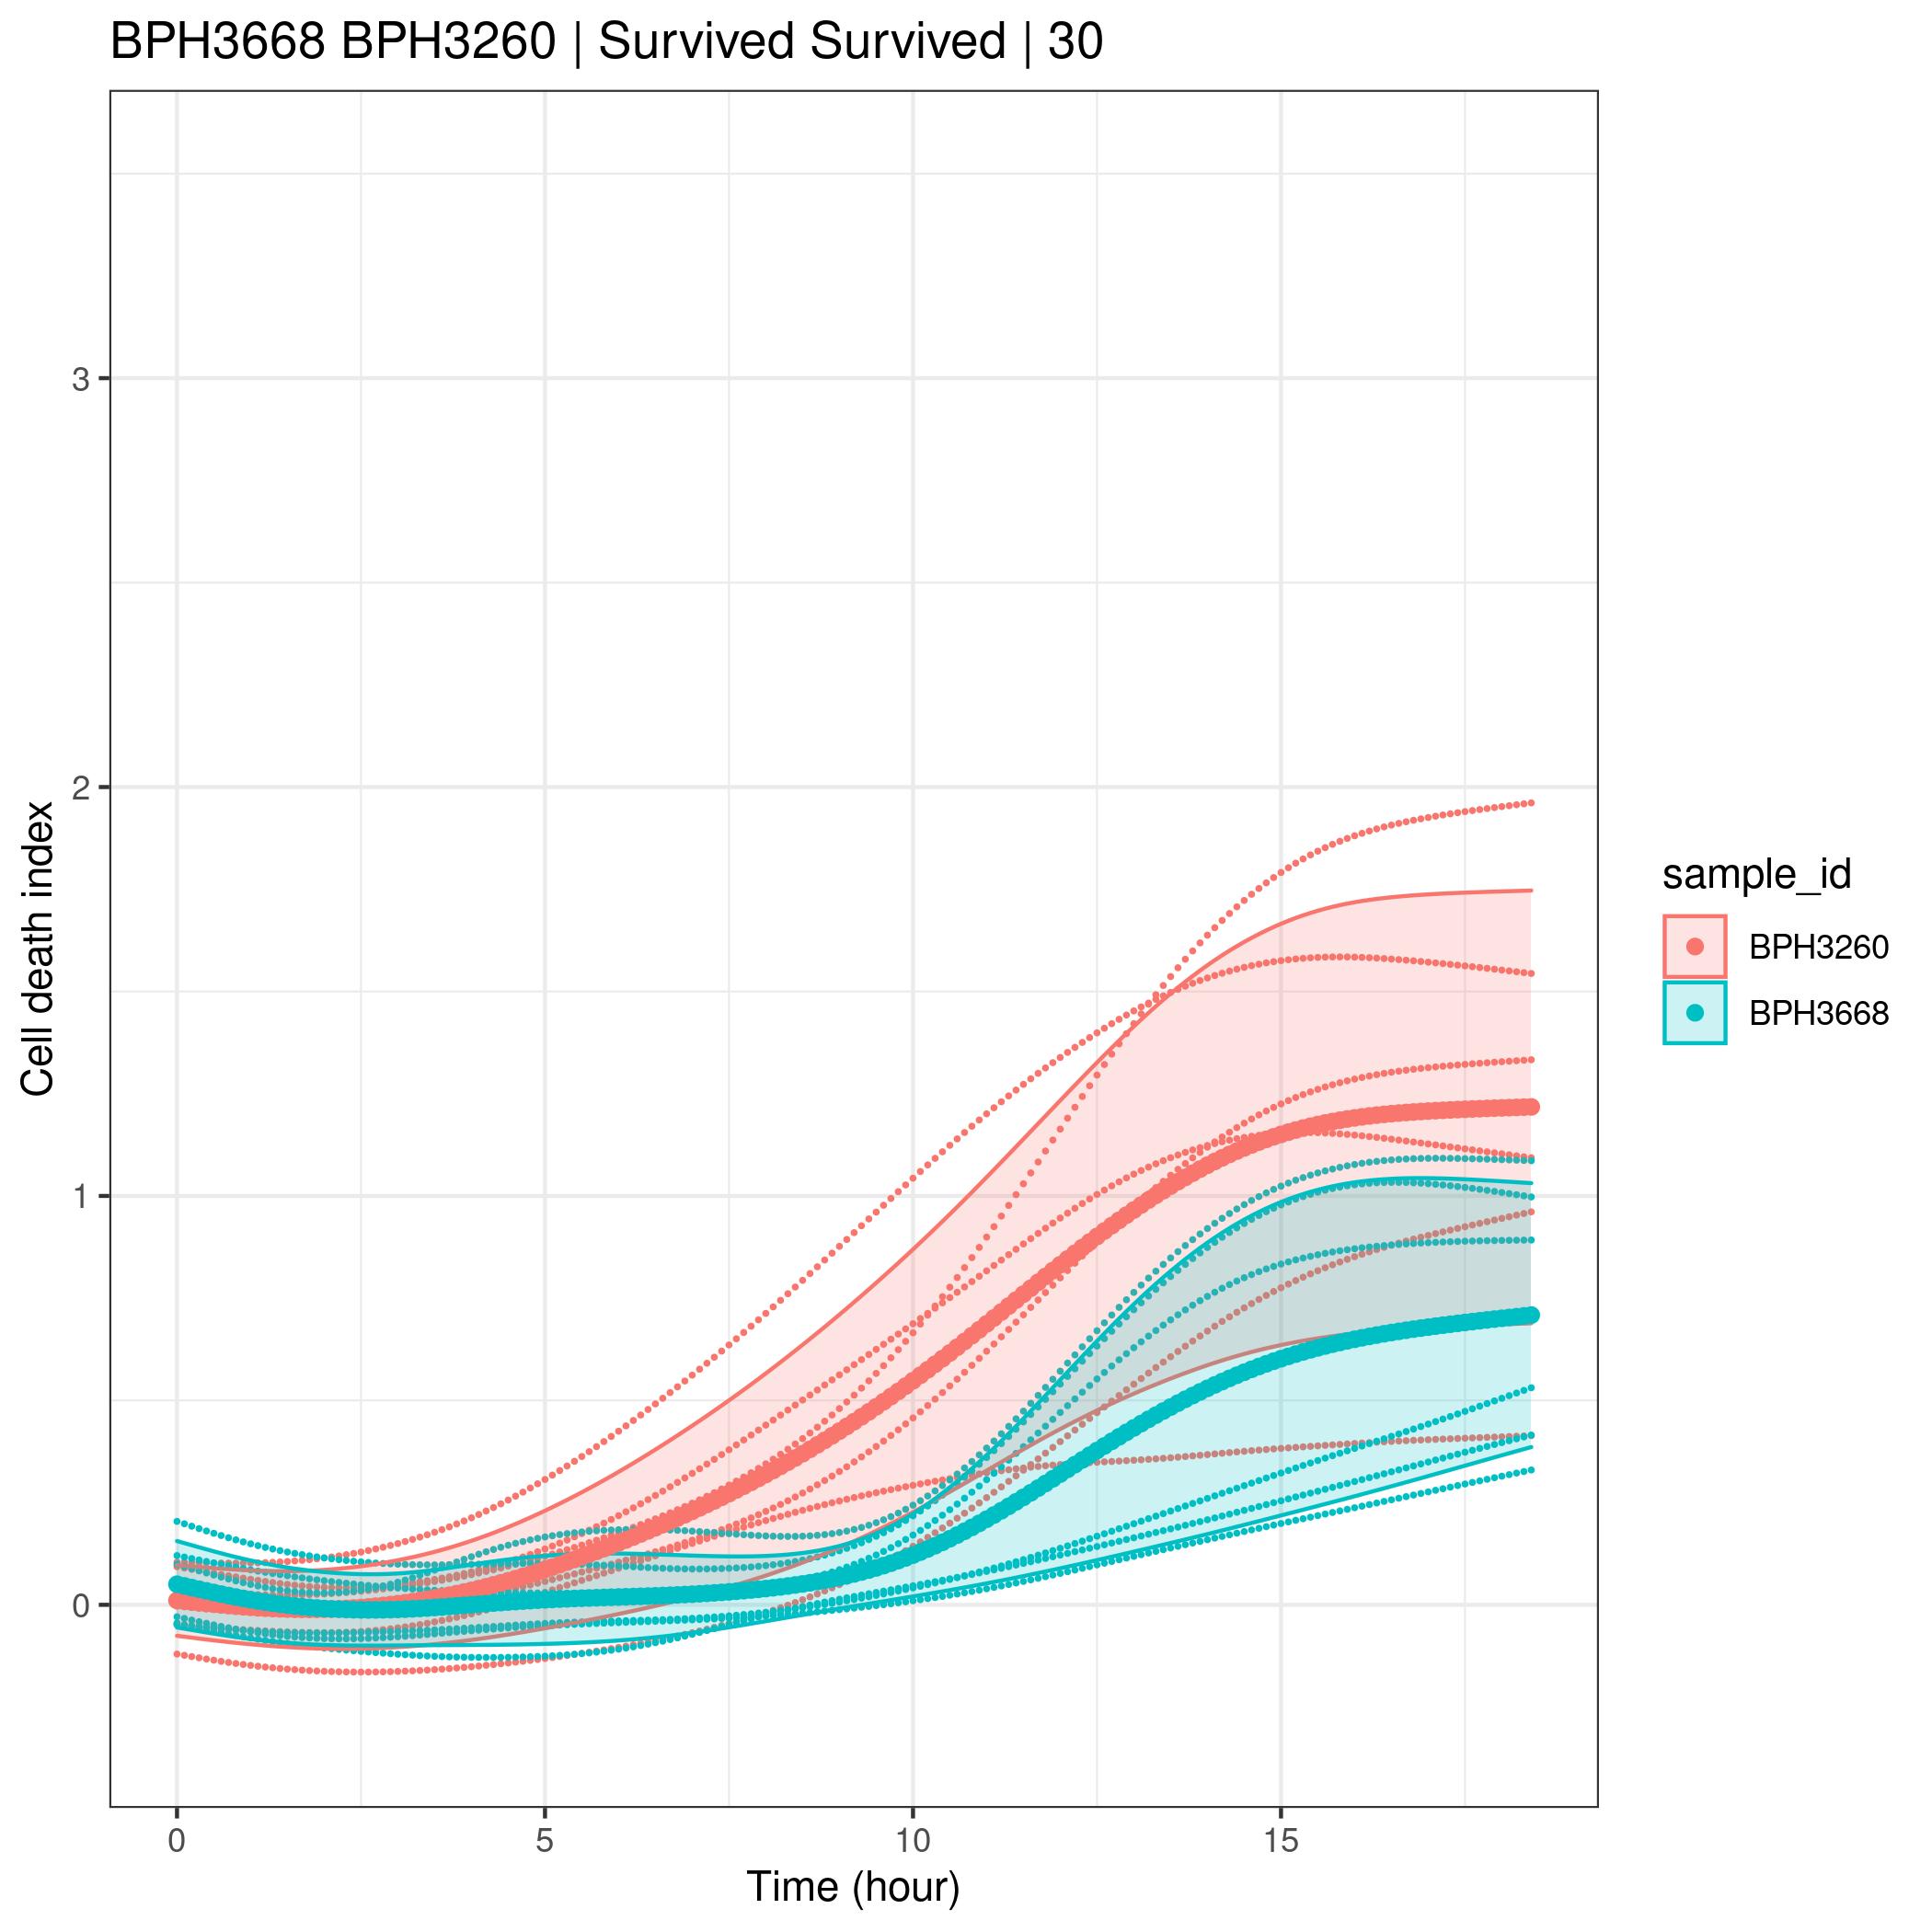 BPH3668 BPH3260 | Survived Survived | 30
3
2
1
0
Cell death index
0 5 10 15
Time (hour)
sample_id
BPH3260
BPH3668